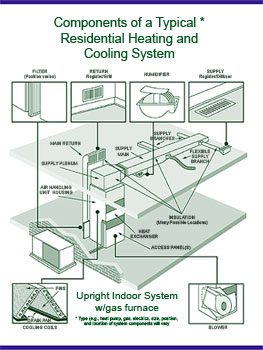 Components of a Typical *
Residential Heating and
Cooling System
FILTER
(Position varies)
RETURN
Register/Grill
HUMIDIFIER
SUPPLY
Register/Diffuser
SUPPLY
BRANCHES
MAIN RETURN
SUPPLY
MAIN
FLEXIBLE
SUPPLY
BRANCH
SUPPLY PLENUM
AIR HANDLING
UNIT HOUSING
INSULATION
(Many Possible Locations)
HEAT
EXCHANGER
ACCESS PANEL(S)
FINS
DRAIN PAN
COOLING COILS
Upright Indoor System
w/gas furnace
* Type (e.g., heat pump, gas, electric), size, position,
and location of system components will vary
BLOWER